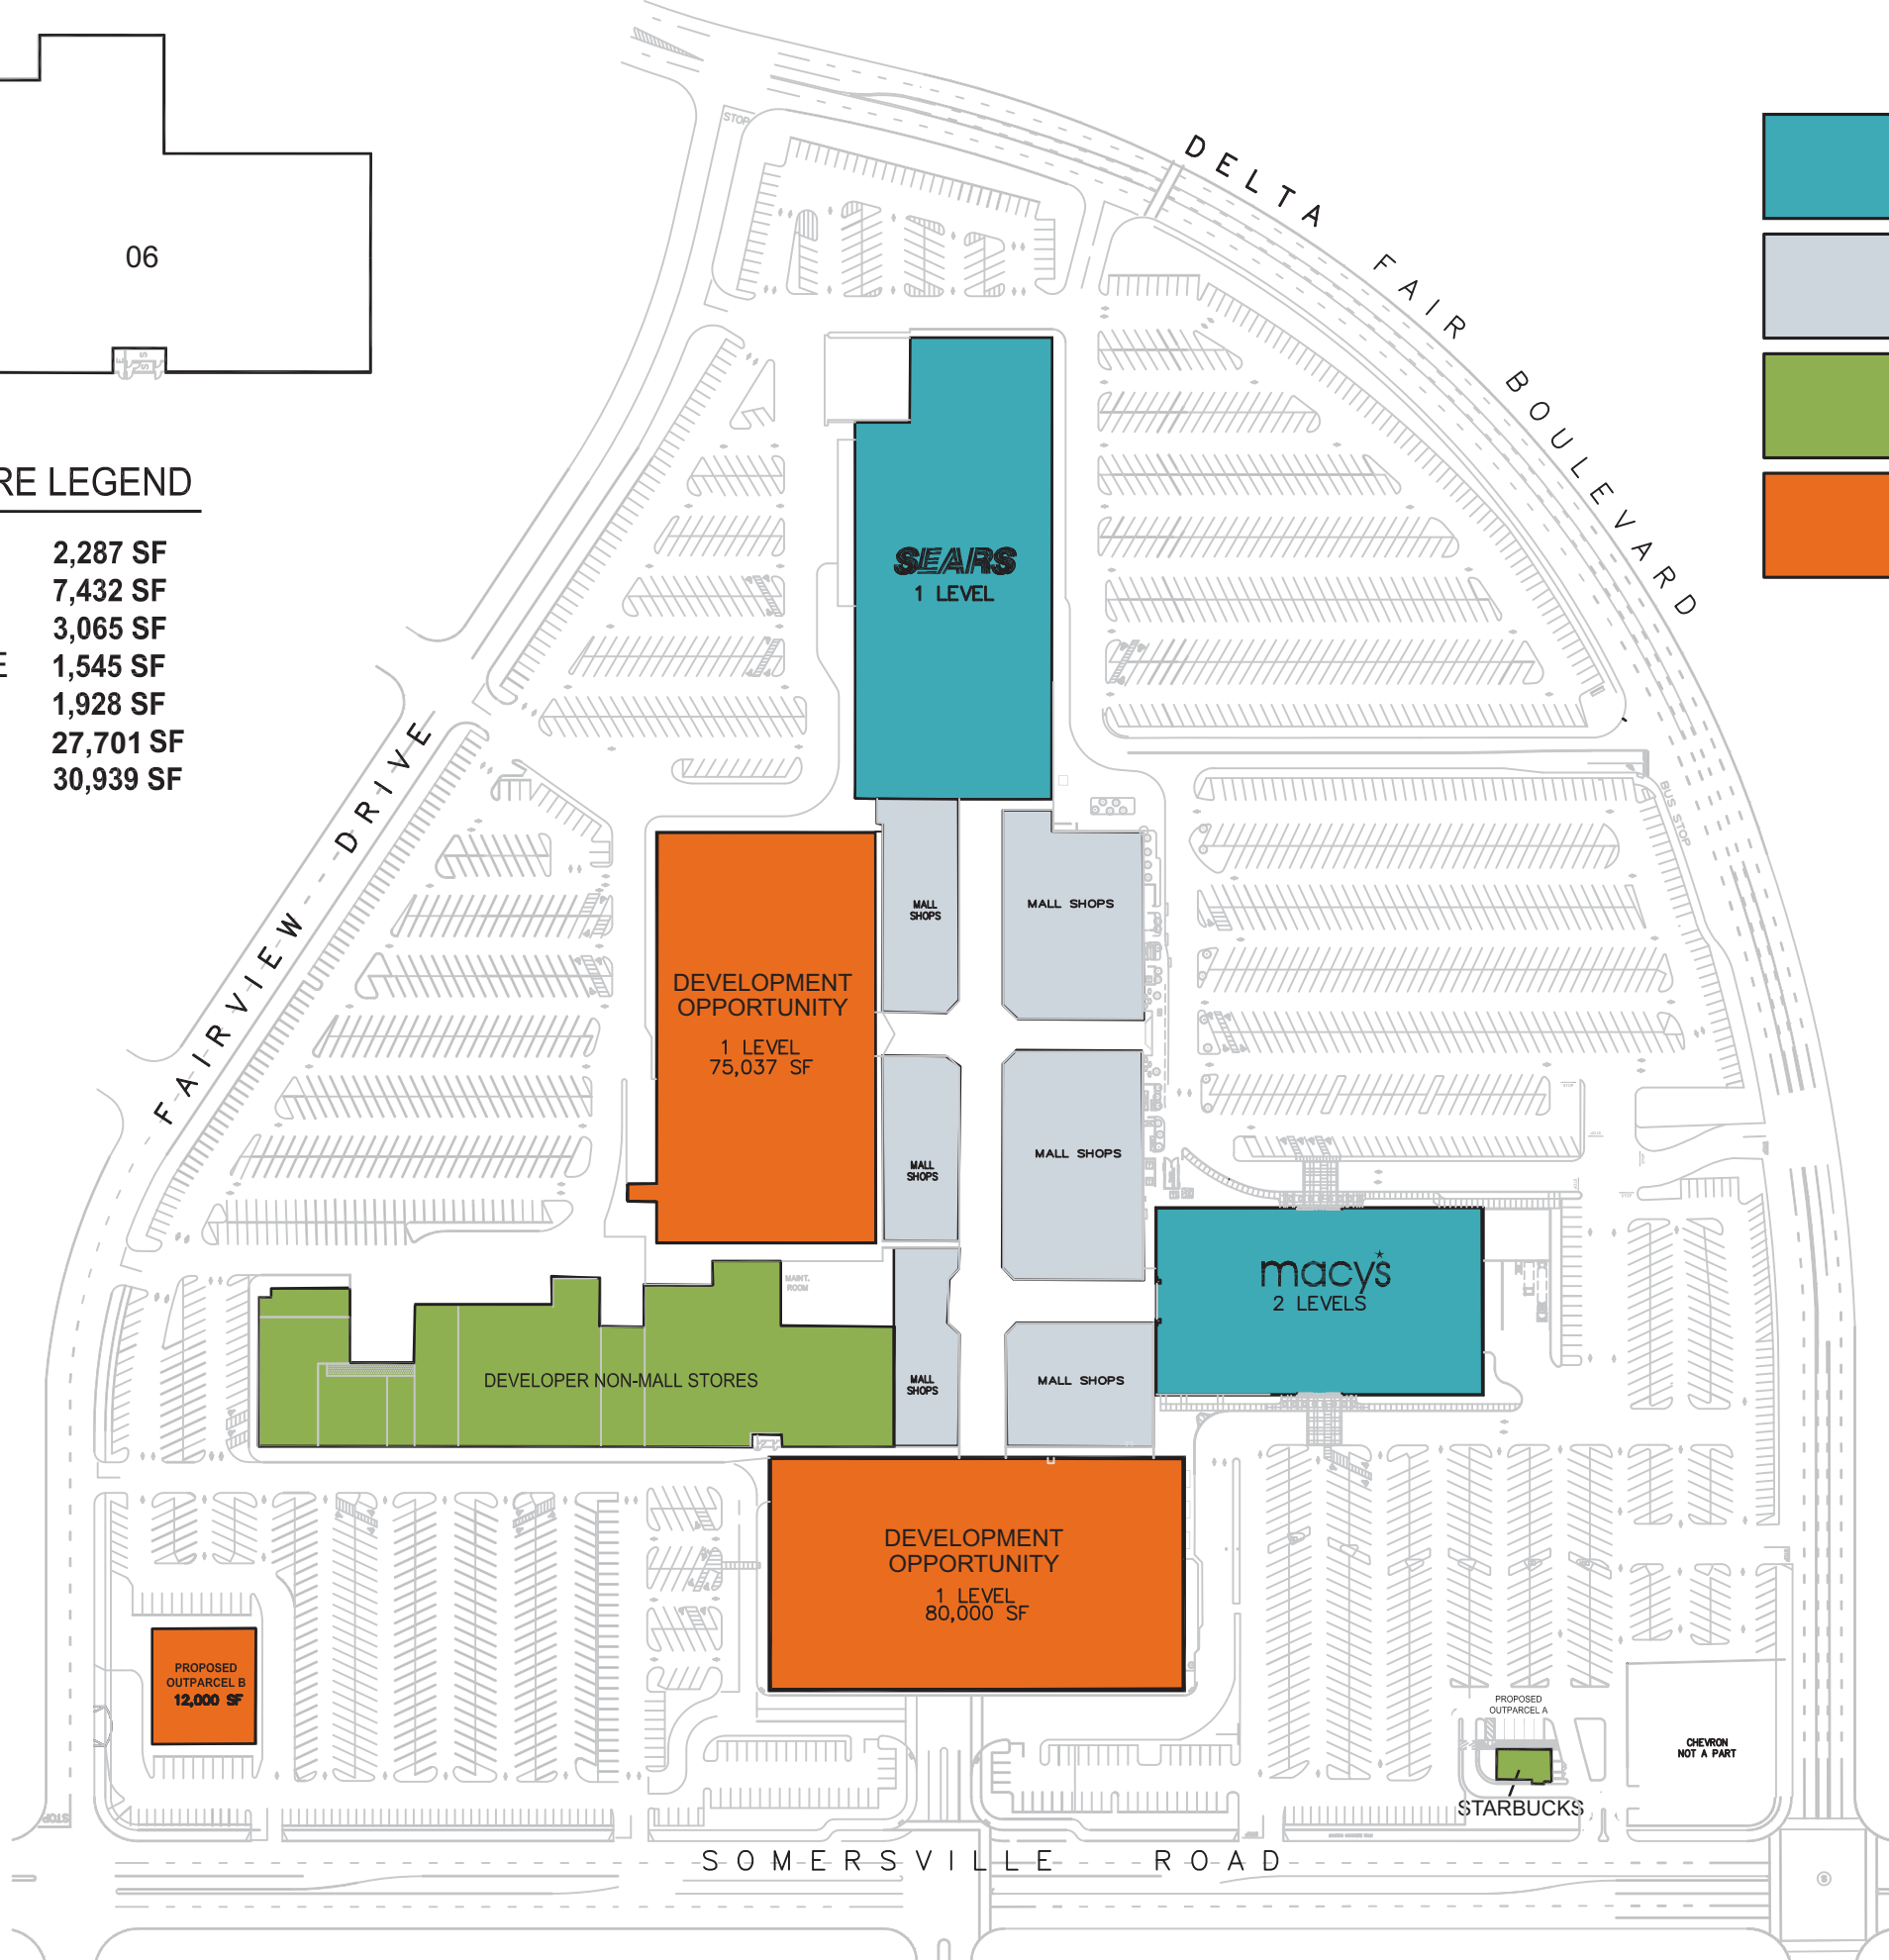 06
RE LEGEND
2,287 SF
7,432 SF
3,065 SF
E 1,545 SF
1,928 SF
27,701 SF
30,939 SF
STOP
DELTA FAIR BOULEVARD
FAIRVIEW DRIVE
SEARS
1 LEVEL
BUS STOP
MALL
SHOPS
MALL SHOPS
DEVELOPMENT
OPPORTUNITY
1 LEVEL
75,037 SF
MALL
SHOPS
MALL SHOPS
macy's
2 LEVELS
MAINT.
ROOM
DEVELOPER NON-MALL STORES
MALL
SHOPS
MALL SHOPS
DEVELOPMENT
OPPORTUNITY
1 LEVEL
80,000 SF
PROPOSED
OUTPARCEL B
12,000 SF
PROPOSED
OUTPARCEL A
CHEVRON
NOT A PART
STARBUCKS
STOP
SOMERSVILLE ROAD